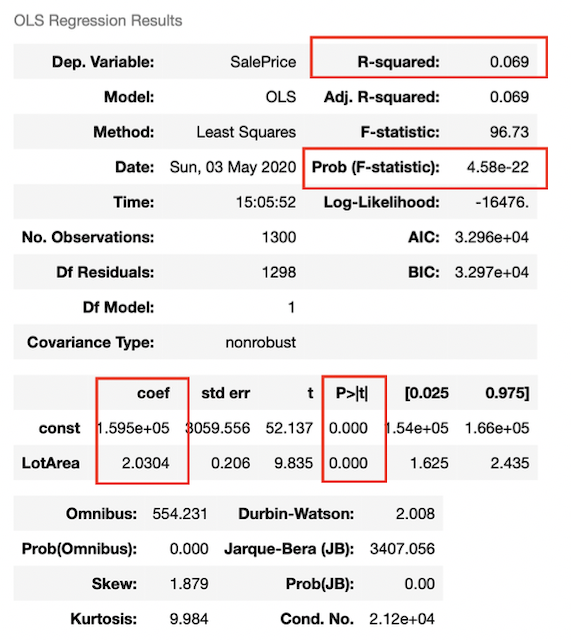 OLS Regression Results
Dep. Variable: SalePrice R-squared: 0.069
Model: OLS Adj. R-squared: 0.069
Method: Least Squares F-statistic: 96.73
Date: Sun, 03 May 2020 Prob (F-statistic): 4.58e-22
Time: 15:05:52 Log-Likelihood: -16476.
No. Observations: 1300 AIC: 3.296e+04
Df Residuals: 1298 BIC: 3.297e+04
Df Model: 1
Covariance Type: nonrobust
coef std err t P>|t| [0.025 0.975]
const 1.595e+05 3059.556 52.137 0.000 1.54e+05 1.66e+05
LotArea 2.0304 0.206 9.835 0.000 1.625 2.435
Omnibus: 554.231 Durbin-Watson: 2.008
Prob(Omnibus): 0.000 Jarque-Bera (JB): 3407.056
Skew: 1.879 Prob(JB): 0.00
Kurtosis: 9.984 Cond. No. 2.12e+04